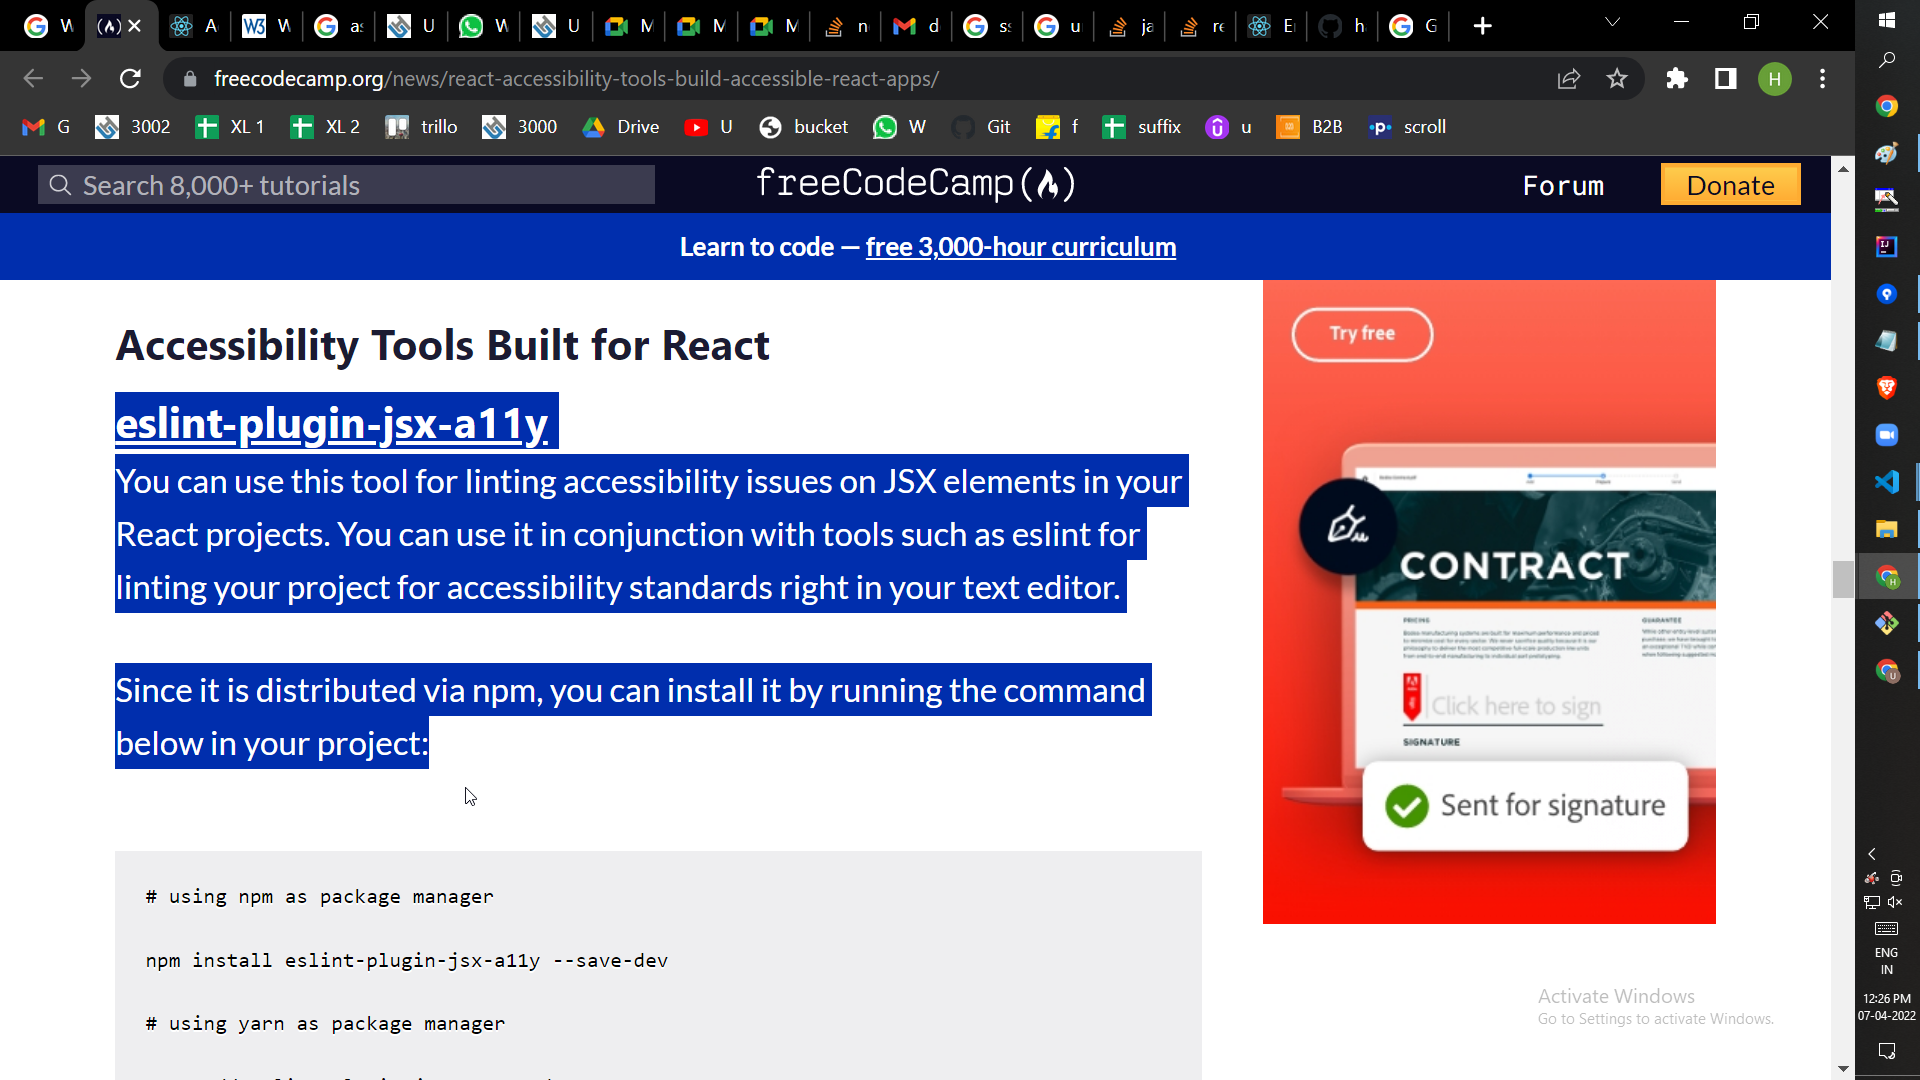 W
A
W
as
U
W
U
M
M
M
n
d
ss
u
ja
re
El
h
G
freecodecamp.org/news/react-accessibility-tools-build-accessible-react-apps/
H
G
3002
XL 1
XL 2
trillo
3000
Drive
U
bucket
W
Git
f
suffix
u
B2B
scroll
Search 8,000+ tutorials
freeCodeCamp
Forum
Donate
Learn to code — free 3,000-hour curriculum
Accessibility Tools Built for React
eslint-plugin-jsx-a11y
You can use this tool for linting accessibility issues on JSX elements in your
React projects. You can use it in conjunction with tools such as eslint for
linting your project for accessibility standards right in your text editor.
Since it is distributed via npm, you can install it by running the command
below in your project:
# using npm as package manager
npm install eslint-plugin-jsx-a11y --save-dev
# using yarn as package manager
Try free
CONTRACT
PRICING
GUARANTEE
Click here to sign
SIGNATURE
Sent for signature
Activate Windows
Go to Settings to activate Windows.
ENG
IN
12:26 PM
07-04-2022